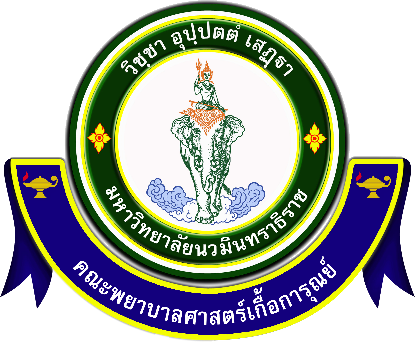 วิชฺชา อุปฺปตตํ เสฏฺฐา
มหาวิทยาลัยนวมินทราธิราช
คณะพยาบาลศาสตร์เกื้อการุณย์